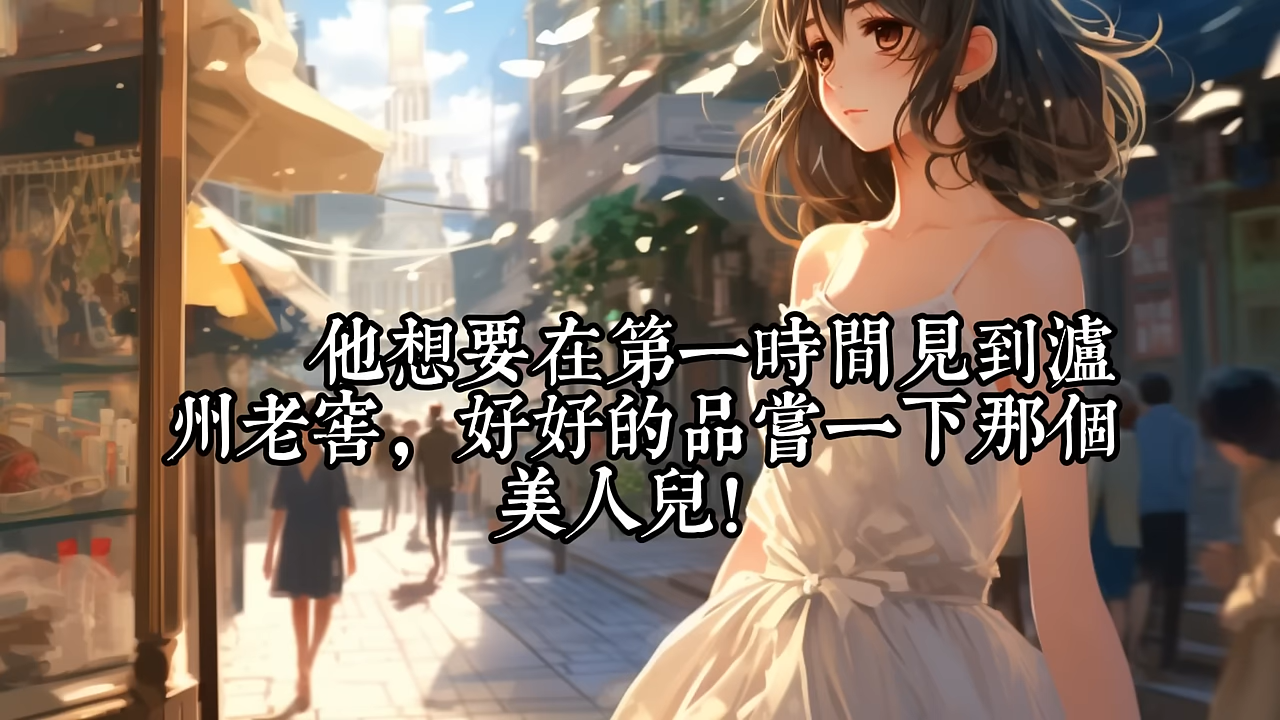 他想要在第一時間見到瀘
州老窖，好好的品嘗一下那個
美人兒！